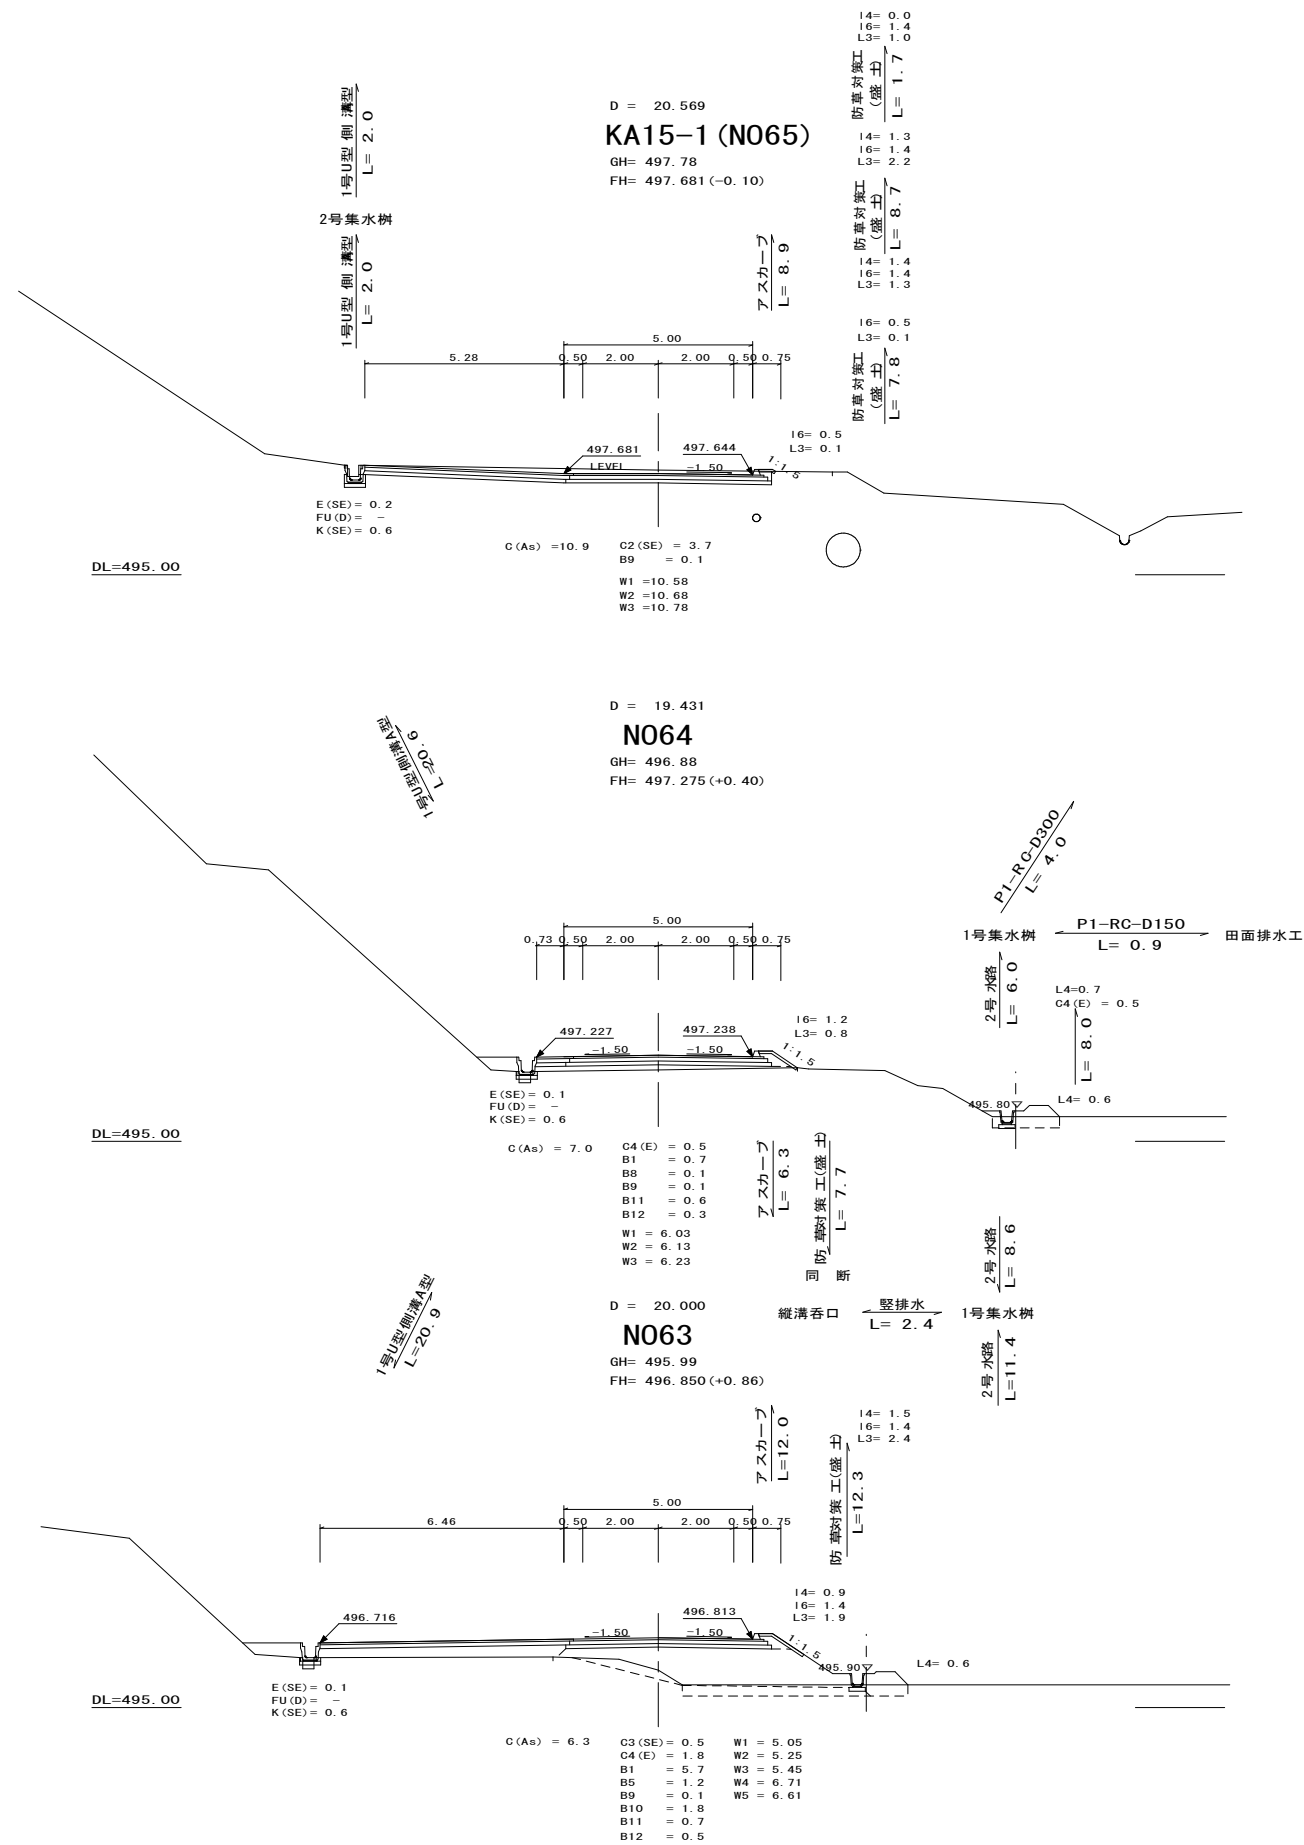 I4= 0.0
I6= 1.4
L3= 1.0
防草対策工
(盛 土)
L= 1.7
D = 20.569
KA15-1(NO65)
GH= 497.78
FH= 497.681(-0.10)
1号U型 側 溝型
L= 2.0
I4= 1.3
I6= 1.4
L3= 2.2
防草対策工
(盛 土)
L= 8.7
2号集水桝
1号U型 側 溝型
L= 2.0
アスカーブ
L= 8.9
I4= 1.4
I6= 1.4
L3= 1.3
I6= 0.5
L3= 0.1
防草対策工
(盛 土)
L= 7.8
5.00
5.28
0.50
2.00
2.00
0.50
0.75
I6= 0.5
L3= 0.1
497.681
497.644
LEVEL
-1.50
1:1.5
E(SE)= 0.2
FU(D)= -
K(SE)= 0.6
C(As) =10.9
C2(SE) = 3.7
B9 = 0.1
W1 =10.58
W2 =10.68
W3 =10.78
DL=495.00
D = 19.431
NO64
GH= 496.88
FH= 497.275(+0.40)
1号U型側溝A型
L=20.6
P1-RC-D300
L= 4.0
1号集水桝
P1-RC-D150
L= 0.9
田面排水工
2号 水路
L= 6.0
L4=0.7
C4(E) = 0.5
L= 8.0
5.00
0.73
0.50
2.00
2.00
0.50
0.75
I6= 1.2
L3= 0.8
497.227
497.238
-1.50
-1.50
1:1.5
495.80
L4= 0.6
E(SE)= 0.1
FU(D)= -
K(SE)= 0.6
DL=495.00
C(As) = 7.0
C4(E) = 0.5
B1 = 0.7
B8 = 0.1
B9 = 0.1
B11 = 0.6
B12 = 0.3
W1 = 6.03
W2 = 6.13
W3 = 6.23
アスカーブ
L= 6.3
防 草対策 工(盛 土)
L= 7.7
同 断
2号 水路
L= 8.6
1号U型側溝A型
L=20.9
D = 20.000
NO63
GH= 495.99
FH= 496.850(+0.86)
縦溝呑口
竪排水
L= 2.4
1号集水桝
2号 水路
L=11.4
アスカーブ
L=12.0
I4= 1.5
I6= 1.4
L3= 2.4
防 草対策 工(盛 土)
L=12.3
5.00
6.46
0.50
2.00
2.00
0.50
0.75
I4= 0.9
I6= 1.4
L3= 1.9
496.716
496.813
-1.50
-1.50
1:1.5
495.90
L4= 0.6
E(SE)= 0.1
FU(D)= -
K(SE)= 0.6
DL=495.00
C(As) = 6.3
C3(SE)= 0.5
C4(E) = 1.8
B1 = 5.7
B5 = 1.2
B9 = 0.1
B10 = 1.8
B11 = 0.7
B12 = 0.5
W1 = 5.05
W2 = 5.25
W3 = 5.45
W4 = 6.71
W5 = 6.61